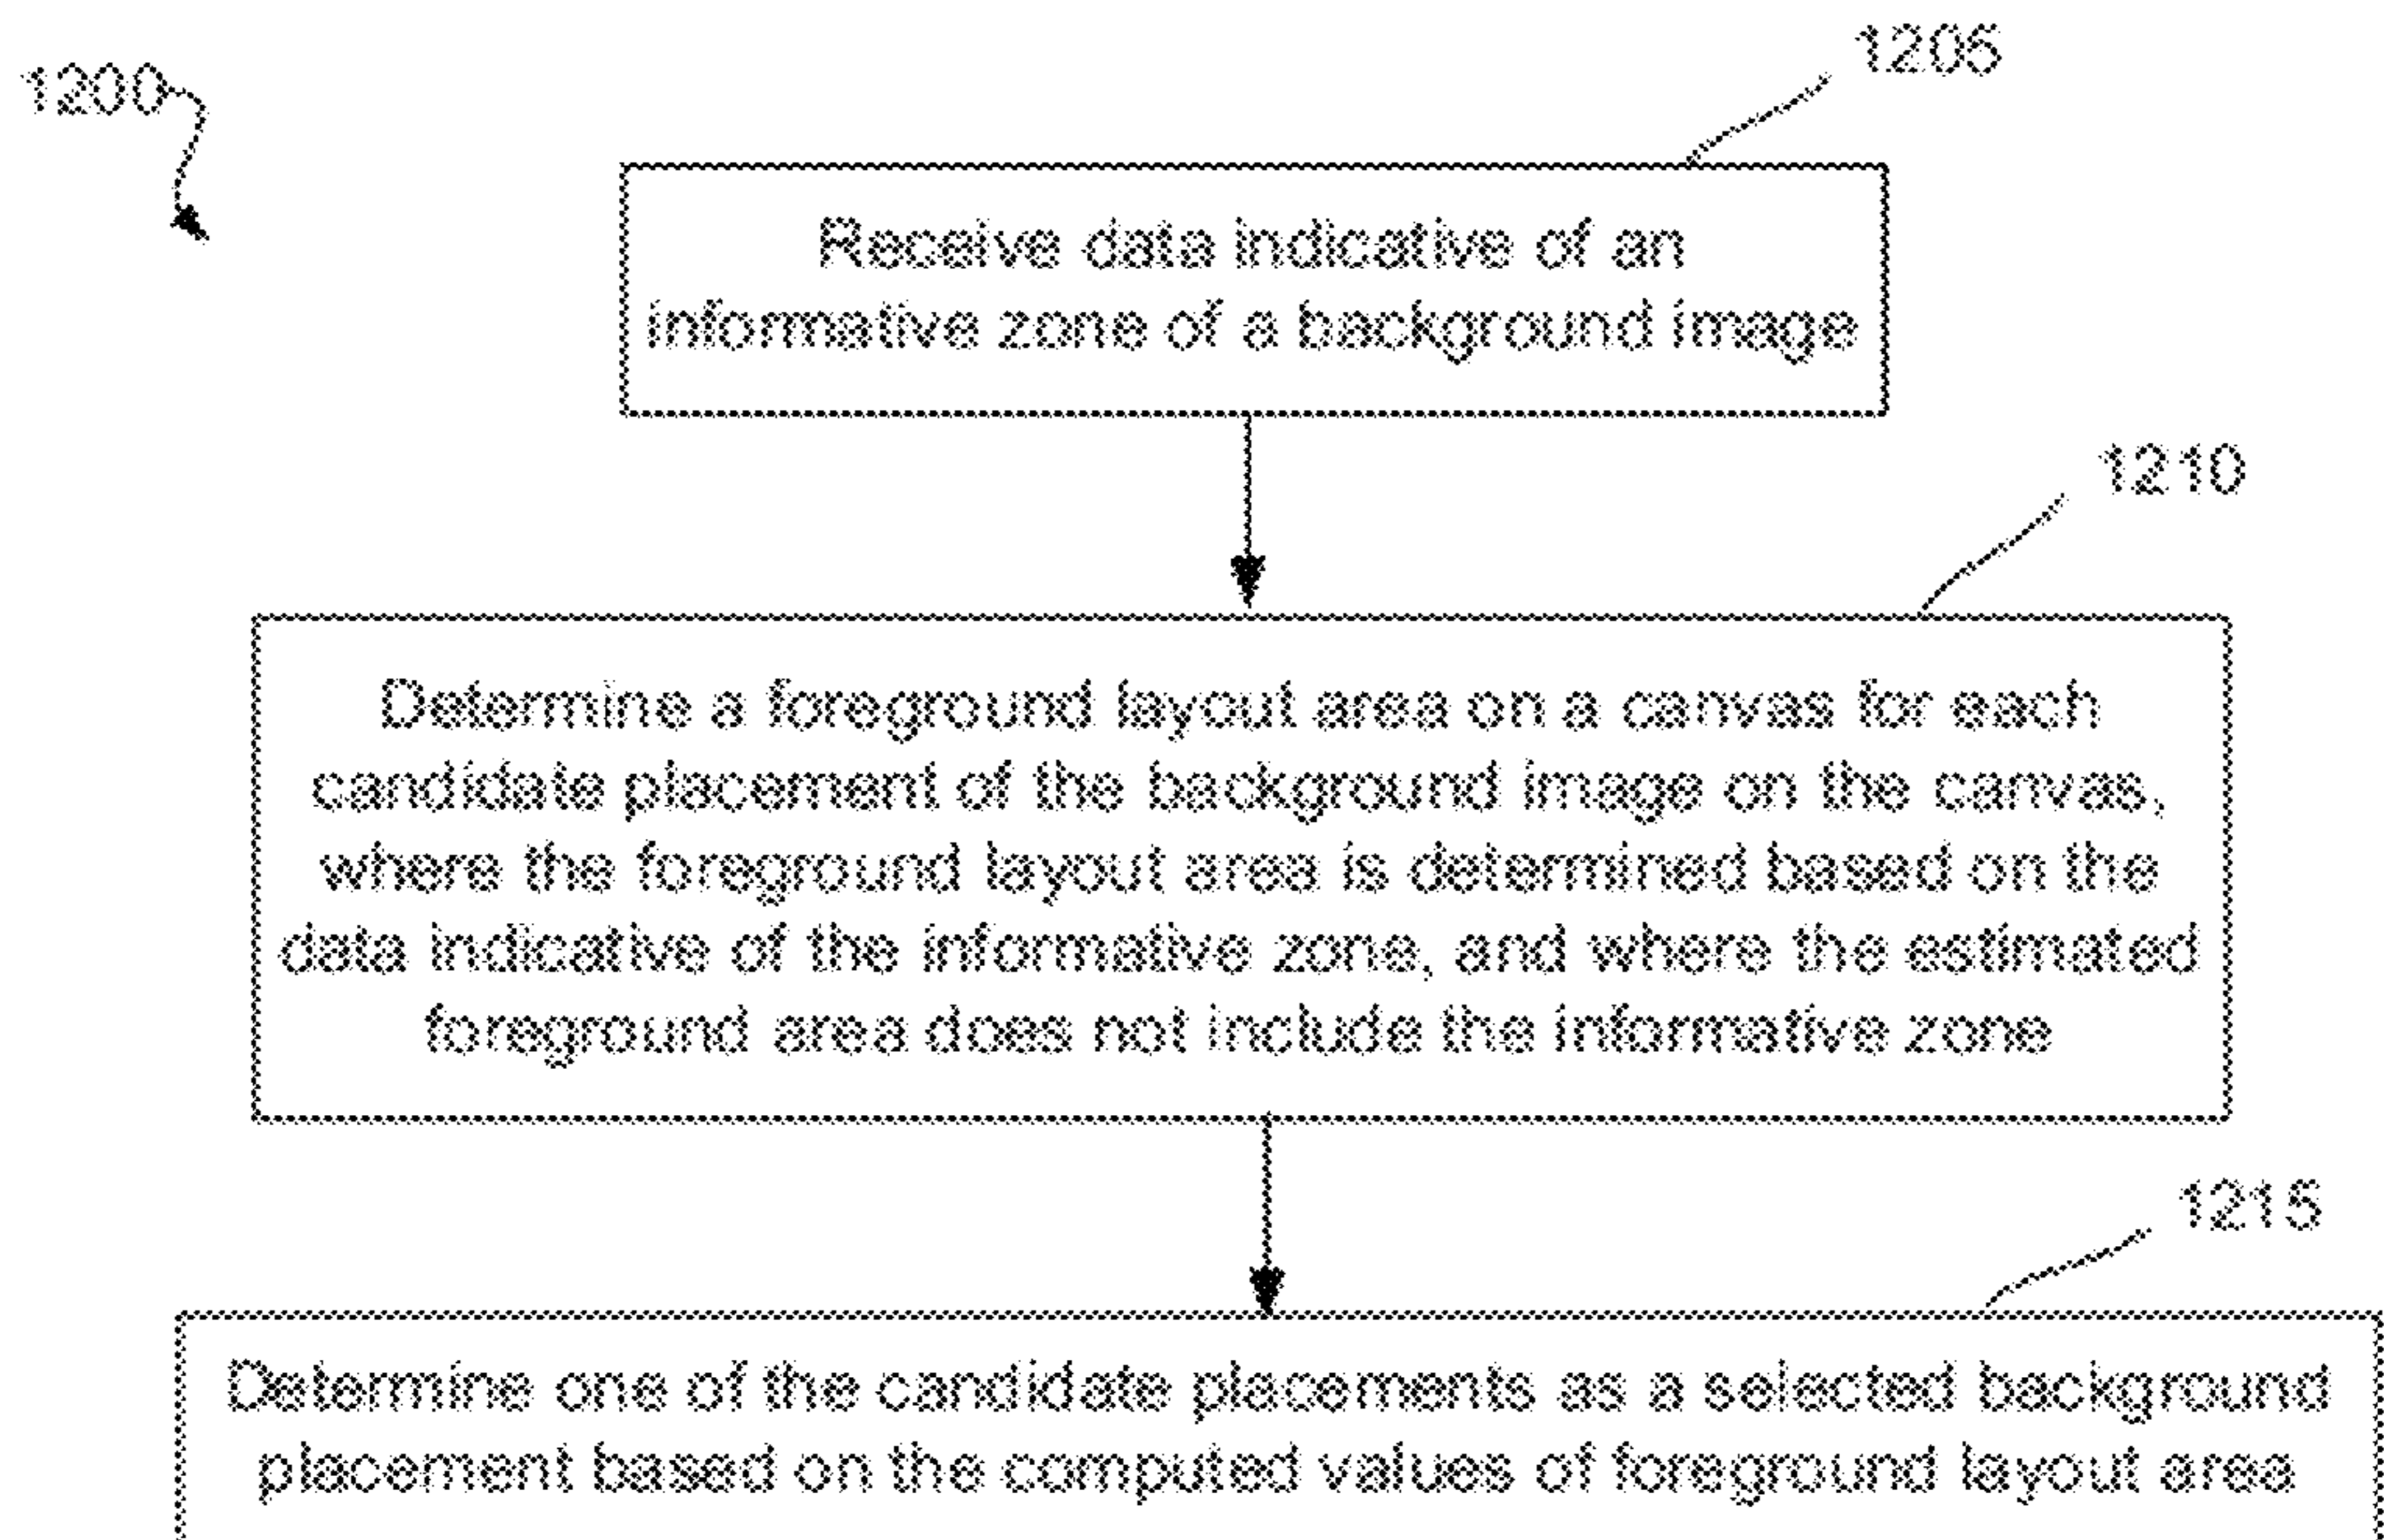 1200
1205
Receive data indicative of an
informative zone of a background image
1210
Determine a foreground layout area on a canvas for each
candidate placement of the background image on the canvas,
where the foreground layout area is determined based on the
data indicative of the informative zone, and where the estimated
foreground area does not include the informative zone
1215
Determine one of the candidate placements as a selected background
placement based on the computed values of foreground layout area